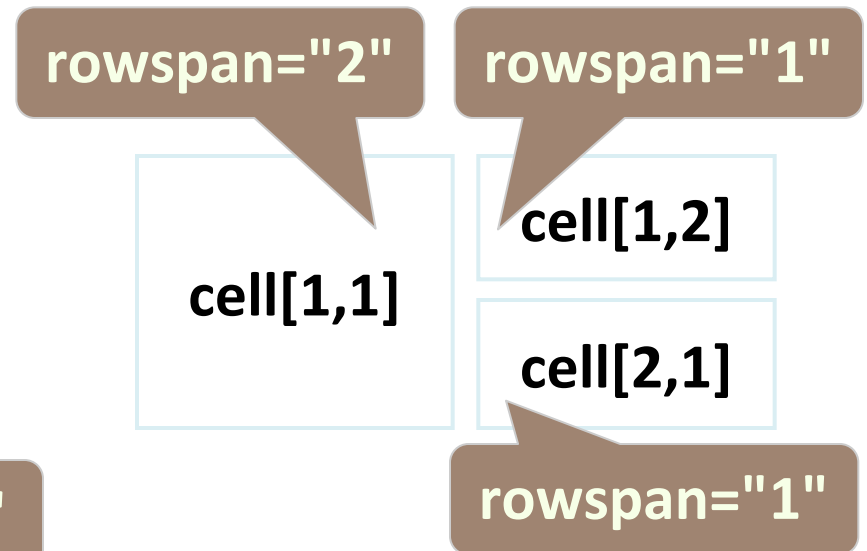 rowspan="2"
rowspan="1"
cell[1,2]
cell[1,1]
cell[2,1]
"
rowspan="1"